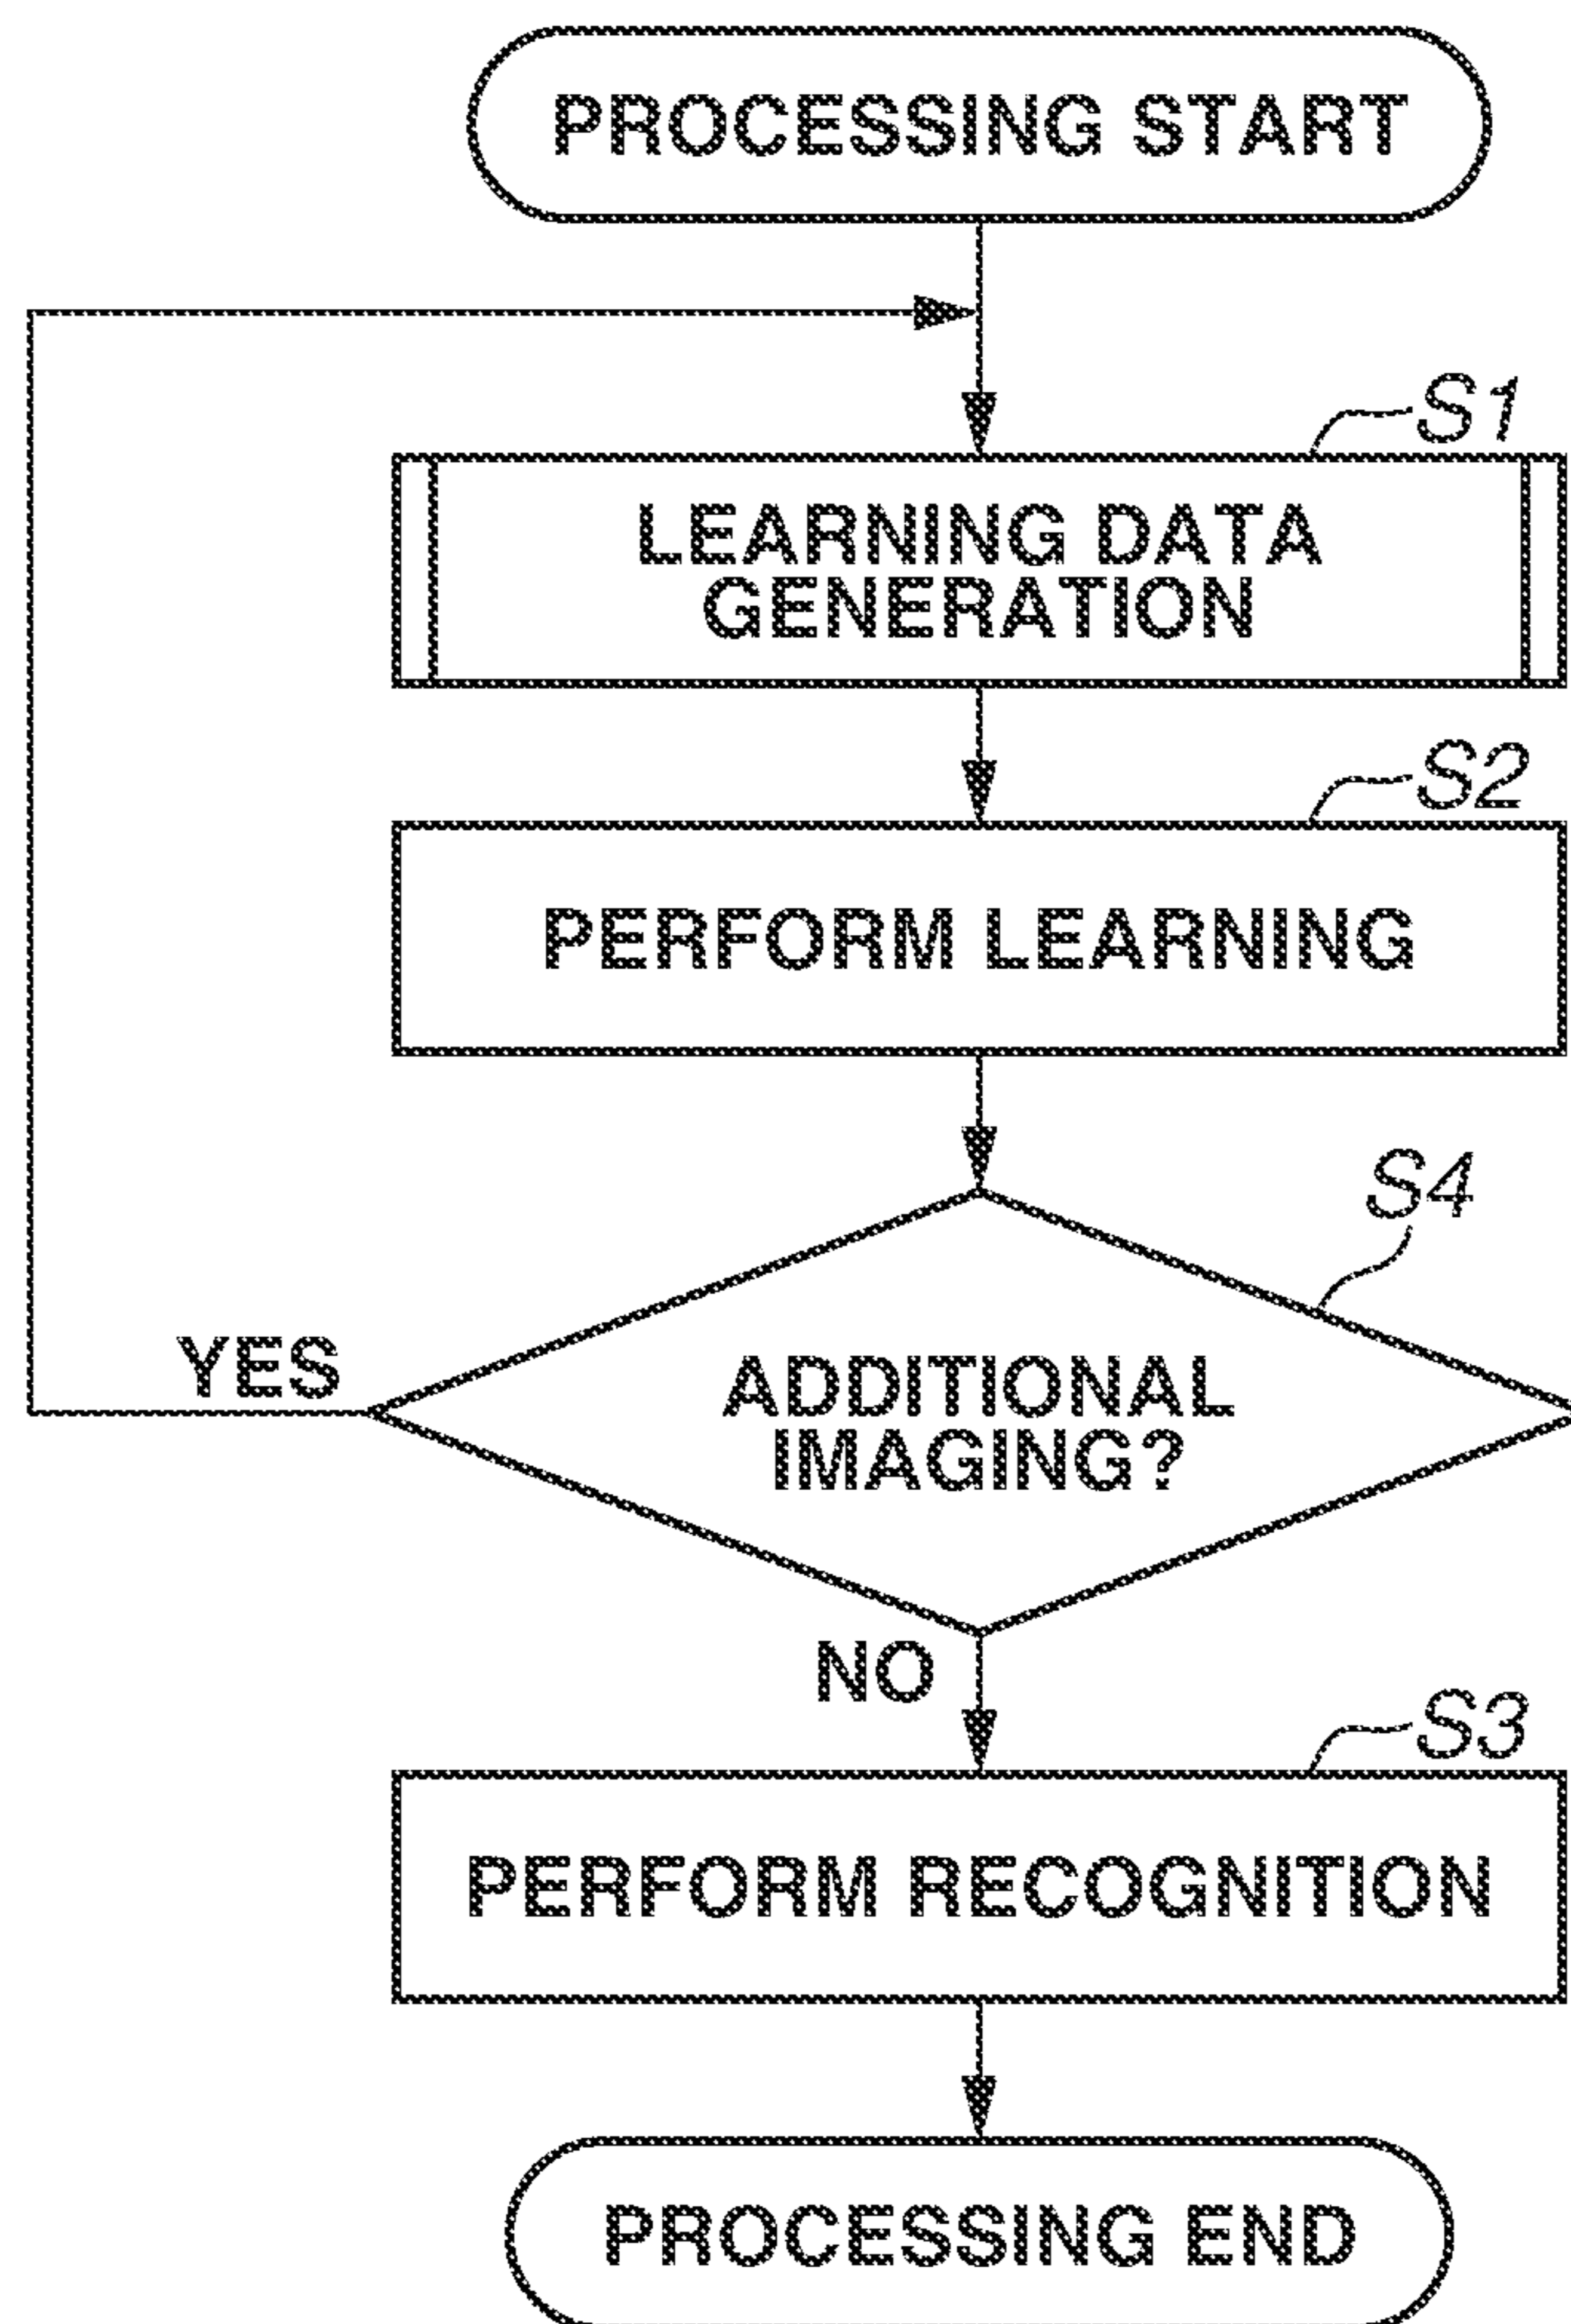 PROCESSING START
S1
LEARNING DATA
GENERATION
S2
PERFORM LEARNING
S4
YES
ADDITIONAL
IMAGING?
NO
S3
PERFORM RECOGNITION
PROCESSING END